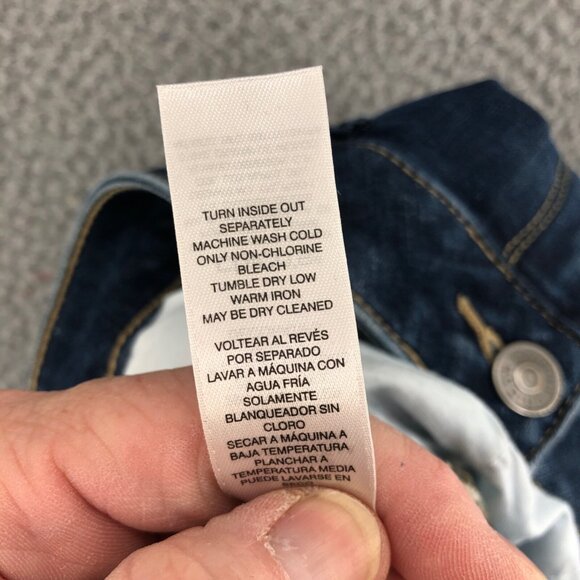 TURN INSIDE OUT
SEPARATELY
MACHINE WASH COLD
ONLY NON-CHLORINE
BLEACH
TUMBLE DRY LOW
WARM IRON
MAY BE DRY CLEANED
VOLTEAR AL REVÉS
POR SEPARADO
LAVAR A MÁQUINA CON
AGUA FRÍA
SOLAMENTE
BLANQUEADOR SIN
CLORO
SECAR A MÁQUINA A
BAJA TEMPERATURA
PLANCHAR A
TEMPERATURA MEDIA
PUEDE LAVARSE EN